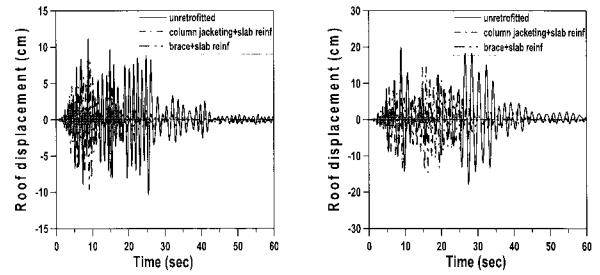 15
10
5
0
-5
-10
-15
Roof displacement (cm)
unretrofitted
column jacketing+slab reinf
brace+slab reinf
0 10 20 30 40 50 60
Time (sec)
30
20
10
0
-10
-20
-30
Roof displacement (cm)
unretrofitted
column jacketing+slab reinf
brace+slab reinf
0 10 20 30 40 50 60
Time (sec)